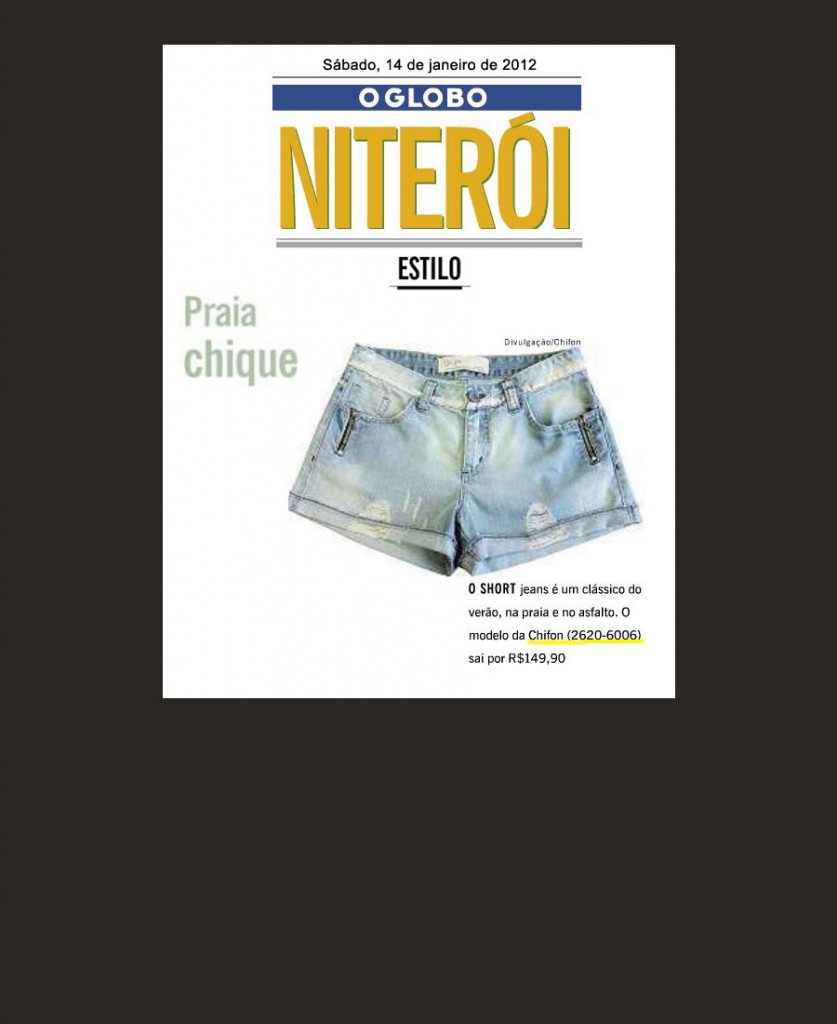 Sábado, 14 de janeiro de 2012
O GLOBO
NITERÓI
ESTILO
Praia
chique
Divulgação/Chifon
O SHORT jeans é um clássico do
verão, na praia e no asfalto. O
modelo da Chifon (2620-6006)
sai por R$149,90